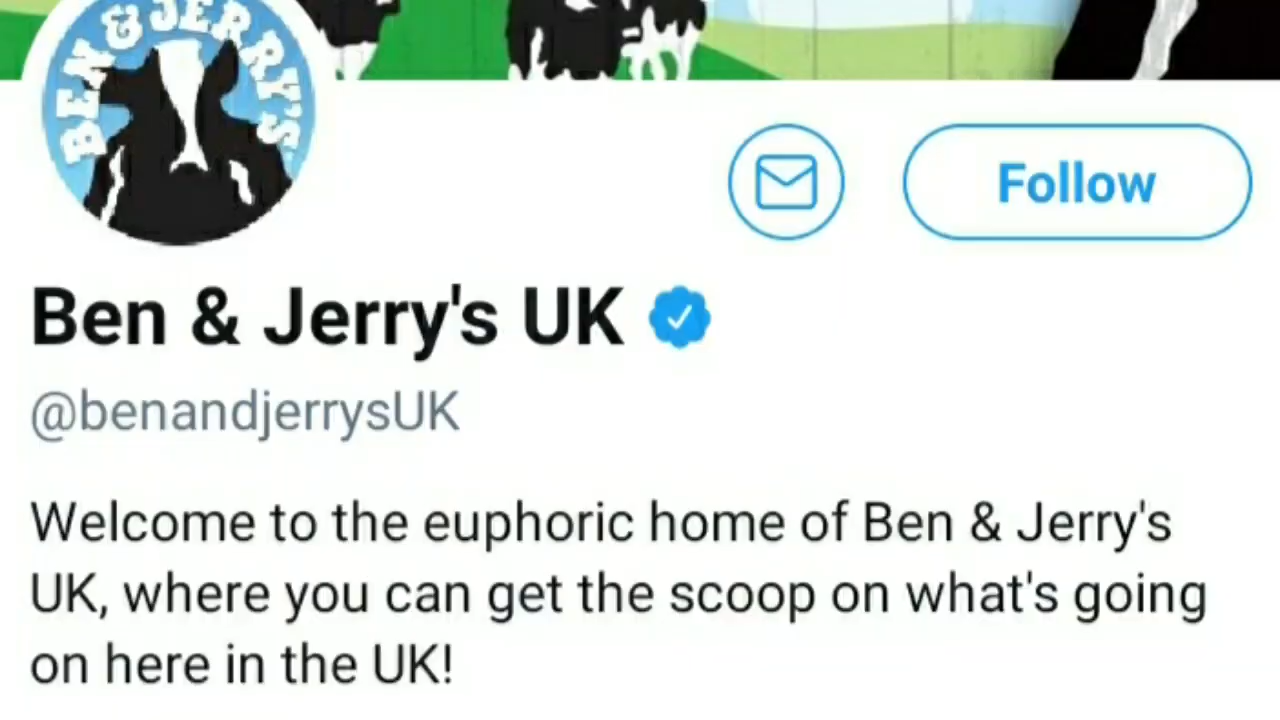 BEN & JERRY'S
Follow
Ben & Jerry's UK
@benandjerrysUK
Welcome to the euphoric home of Ben & Jerry's
UK, where you can get the scoop on what's going
on here in the UK!